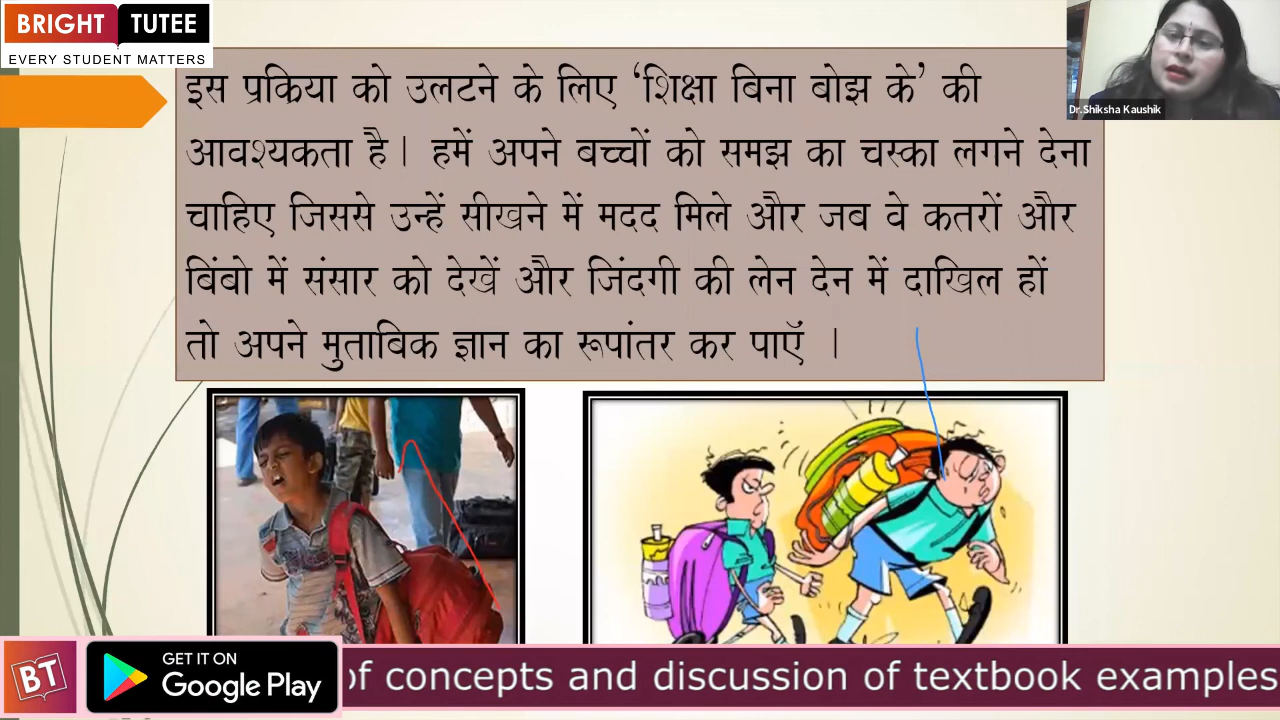 BRIGHT TUTEE
EVERY STUDENT MATTERS
Dr.Shiksha Kaushik
इस प्रकिया को उलटने के लिए ‘शिक्षा बिना बोझ के’ की
आवश्यकता है। हमें अपने बच्चों को समझ का चस्का लगने देना
चाहिए जिससे उन्हें सीखने में मदद मिले और जब वे कतरों और
बिंबो में संसार को देखें और जिंदगी की लेन देन में दाखिल हों
तो अपने मुताबिक ज्ञान का रूपांतर कर पाएँ ।
BT
GET IT ON
Google Play
of concepts and discussion of textbook examples